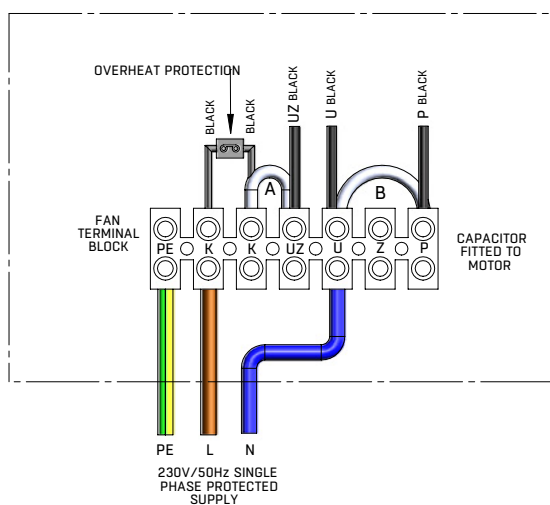 OVERHEAT PROTECTION
BLACK
BLACK
UZ BLACK
U BLACK
P BLACK
A
B
FAN
TERMINAL
BLOCK
PE K K UZ U Z P
CAPACITOR
FITTED TO
MOTOR
PE L N
230V/50Hz SINGLE
PHASE PROTECTED
SUPPLY